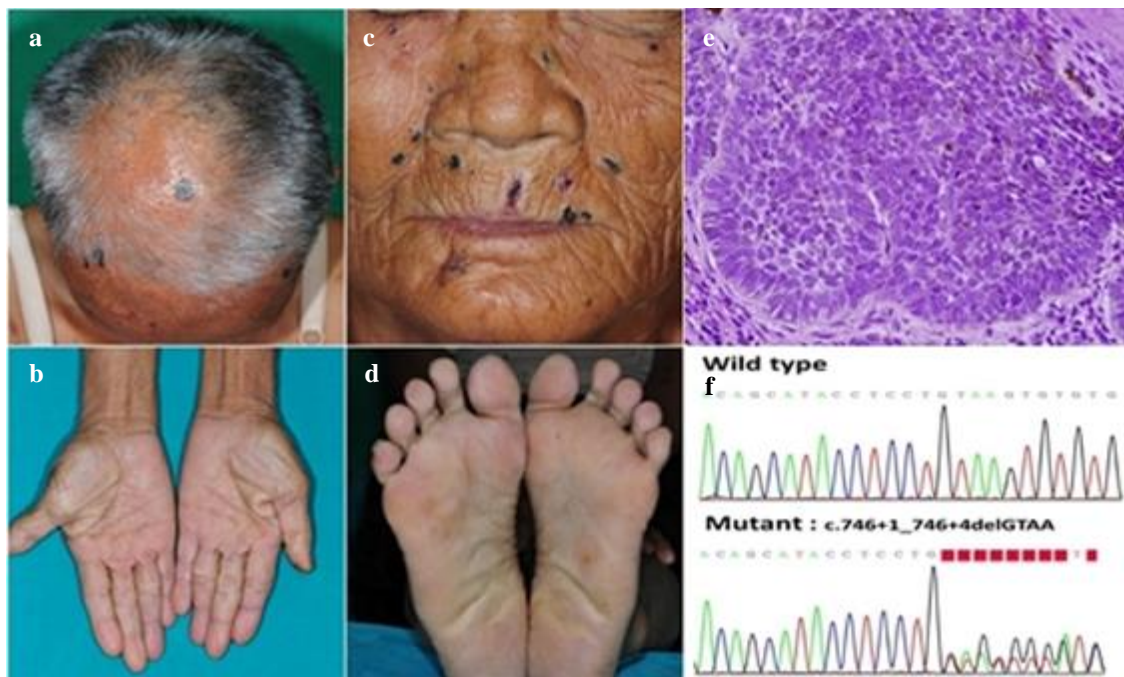 a
c
e
b
d
Wild type
f
C A G C A T A C C T C C T G T A A G T G T G T G
Mutant : c.746+1_746+4delGTAA
A C A G C A T A C C T C C T G T